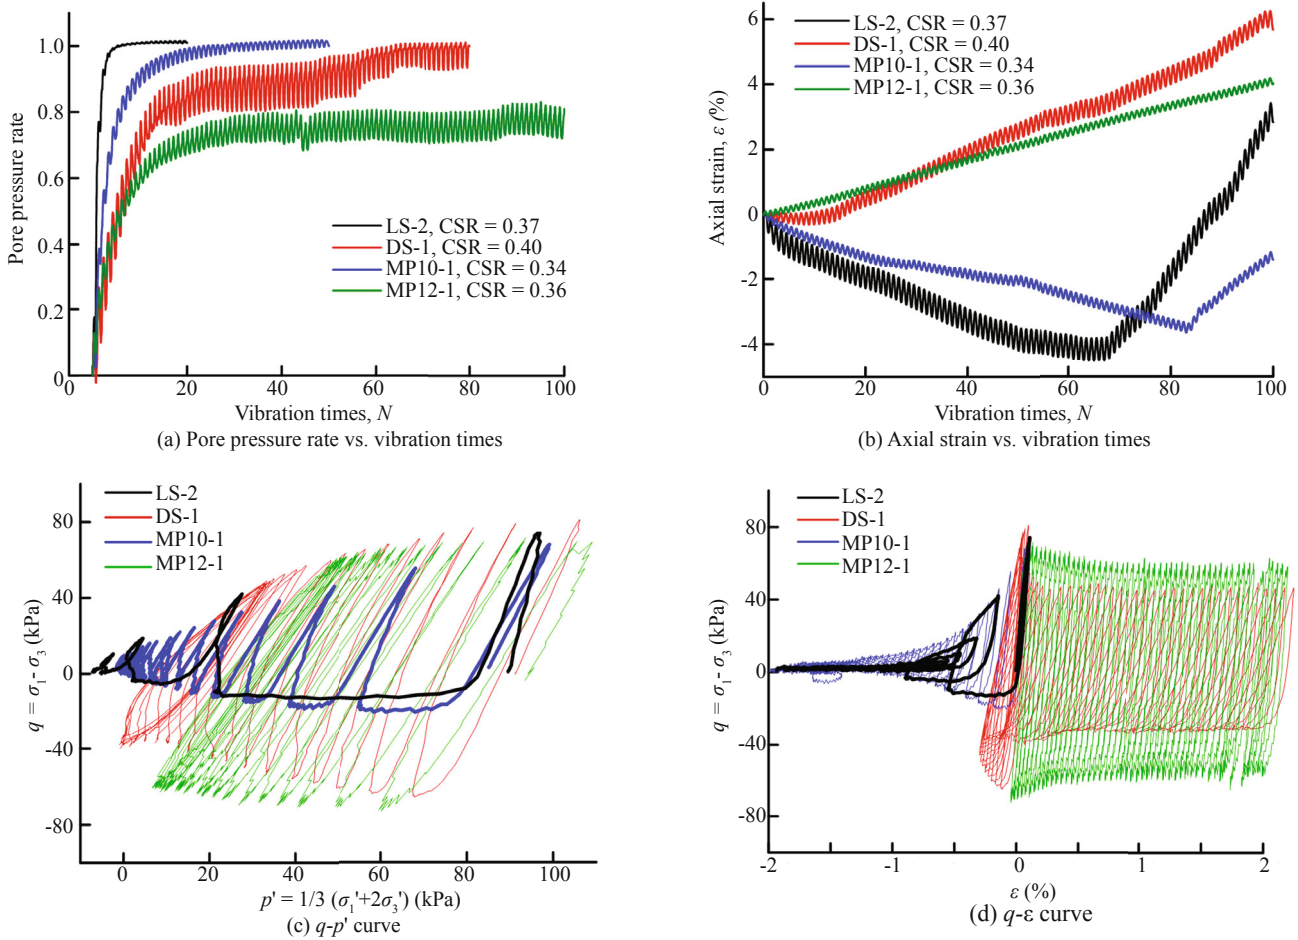 1.0
0.8
0.6
0.4
0.2
0
Pore pressure rate
LS-2, CSR = 0.37
DS-1, CSR = 0.40
MP10-1, CSR = 0.34
MP12-1, CSR = 0.36
0 20 40 60 80 100
Vibration times, N
(a) Pore pressure rate vs. vibration times
6%
4
2
0
-2
-4
Axial strain, ε (%)
LS-2, CSR = 0.37
DS-1, CSR = 0.40
MP10-1, CSR = 0.34
MP12-1, CSR = 0.36
0 20 40 60 80 100
Vibration times, N
(b) Axial strain vs. vibration times
80
40
0
-40
-80
q = σ1- σ3 (kPa)
LS-2
DS-1
MP10-1
MP12-1
0 20 40 60 80 100
p' = 1/3 (σ1'+2σ3') (kPa)
(c) q-p' curve
80
40
0
-40
-80
q = σ1- σ3 (kPa)
LS-2
DS-1
MP10-1
MP12-1
-2 -1 0 1 2
ε (%)
(d) q-ε curve